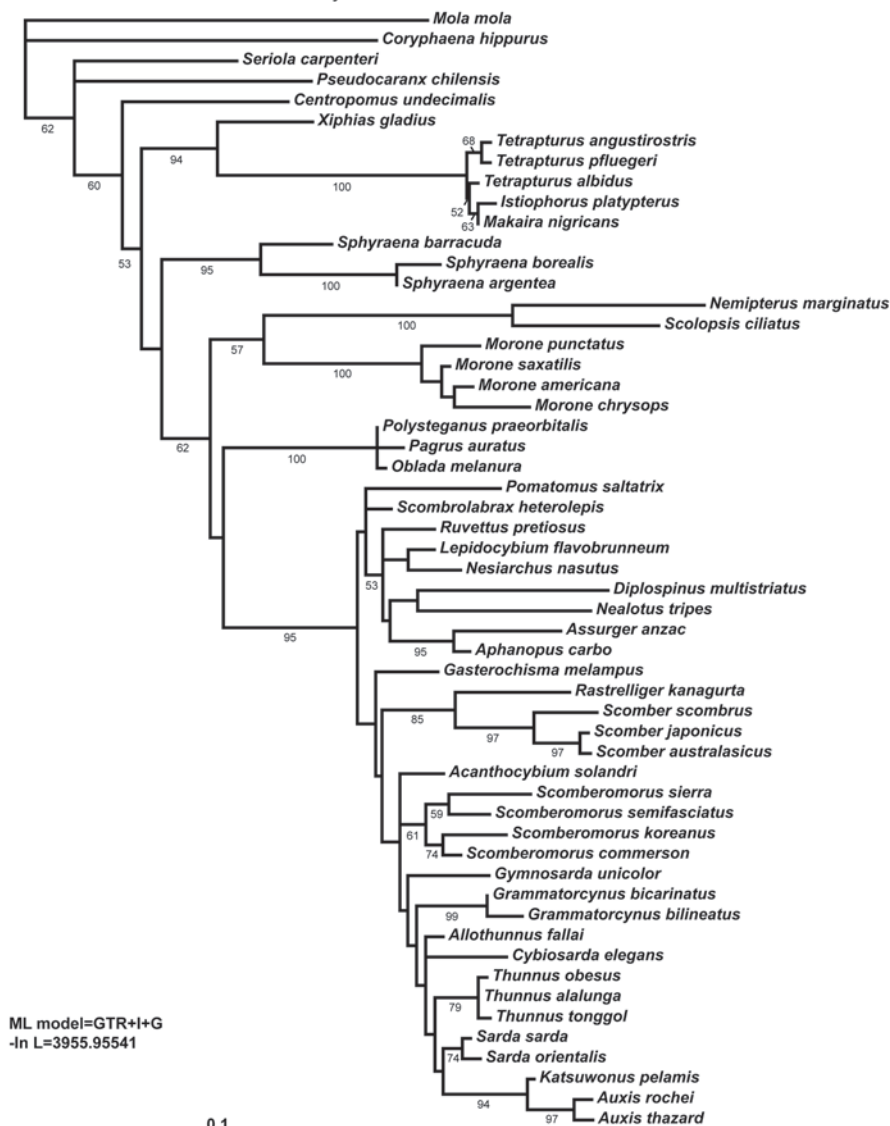 Mola mola
Coryphaena hippurus
Seriola carpenteri
Pseudocaranx chilensis
62
Centropomus undecimalis
Xiphias gladius
94
Tetrapturus angustirostris
68
Tetrapturus pfluegeri
60
100
Tetrapturus albidus
Istiophorus platypterus
52
Makaira nigricans
63
Sphyraena barracuda
53
95
Sphyraena borealis
Sphyraena argentea
100
Nemipterus marginatus
Scolopsis ciliatus
100
Morone punctatus
57
Morone saxatilis
100
Morone americana
Morone chrysops
Polysteganus praeorbitalis
62
Pagrus auratus
100
Oblada melanura
Pomatomus saltatrix
Scombrolabrax heterolepis
Ruvettus pretiosus
Lepidocybium flavobrunneum
Nesiarchus nasutus
53
Diplospinus multistriatus
Nealotus tripes
Assurger anzac
95
95
Aphanopus carbo
Gasterochisma melampus
Rastrelliger kanagurta
85
Scomber scombrus
97
Scomber japonicus
97
Scomber australasicus
Acanthocybium solandri
Scomberomorus sierra
59
Scomberomorus semifasciatus
61
Scomberomorus koreanus
74
Scomberomorus commerson
Gymnosarda unicolor
Grammatorcynus bicarinatus
99
Grammatorcynus bilineatus
Allothunnus fallai
Cybiosarda elegans
Thunnus obesus
79
Thunnus alalunga
Thunnus tonggol
Sarda sarda
74
Sarda orientalis
Katsuwonus pelamis
94
Auxis rochei
97
Auxis thazard
ML model=GTR+I+G
-ln L=3955.95541
0.1